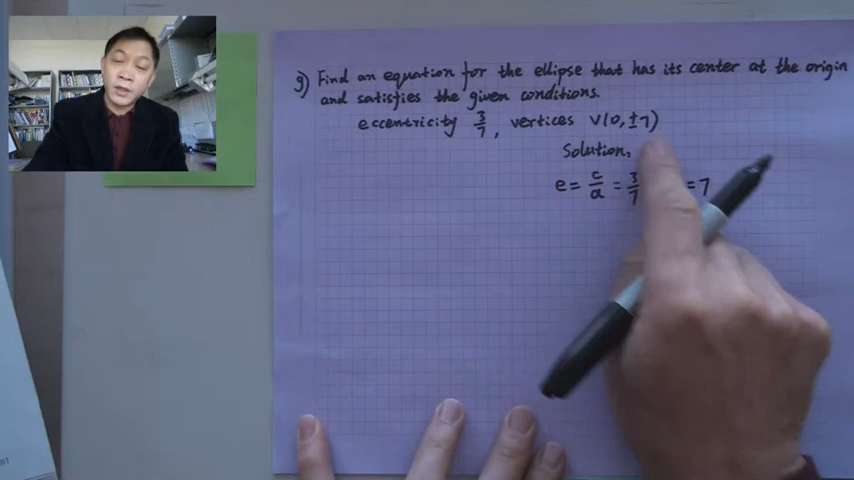 9) Find an equation for the ellipse that has its center at the origin
and satisfies the given conditions.
eccentricity 3/7, vertices V(0, ±7)
Solution.
e = c/a = 3/7 = 7